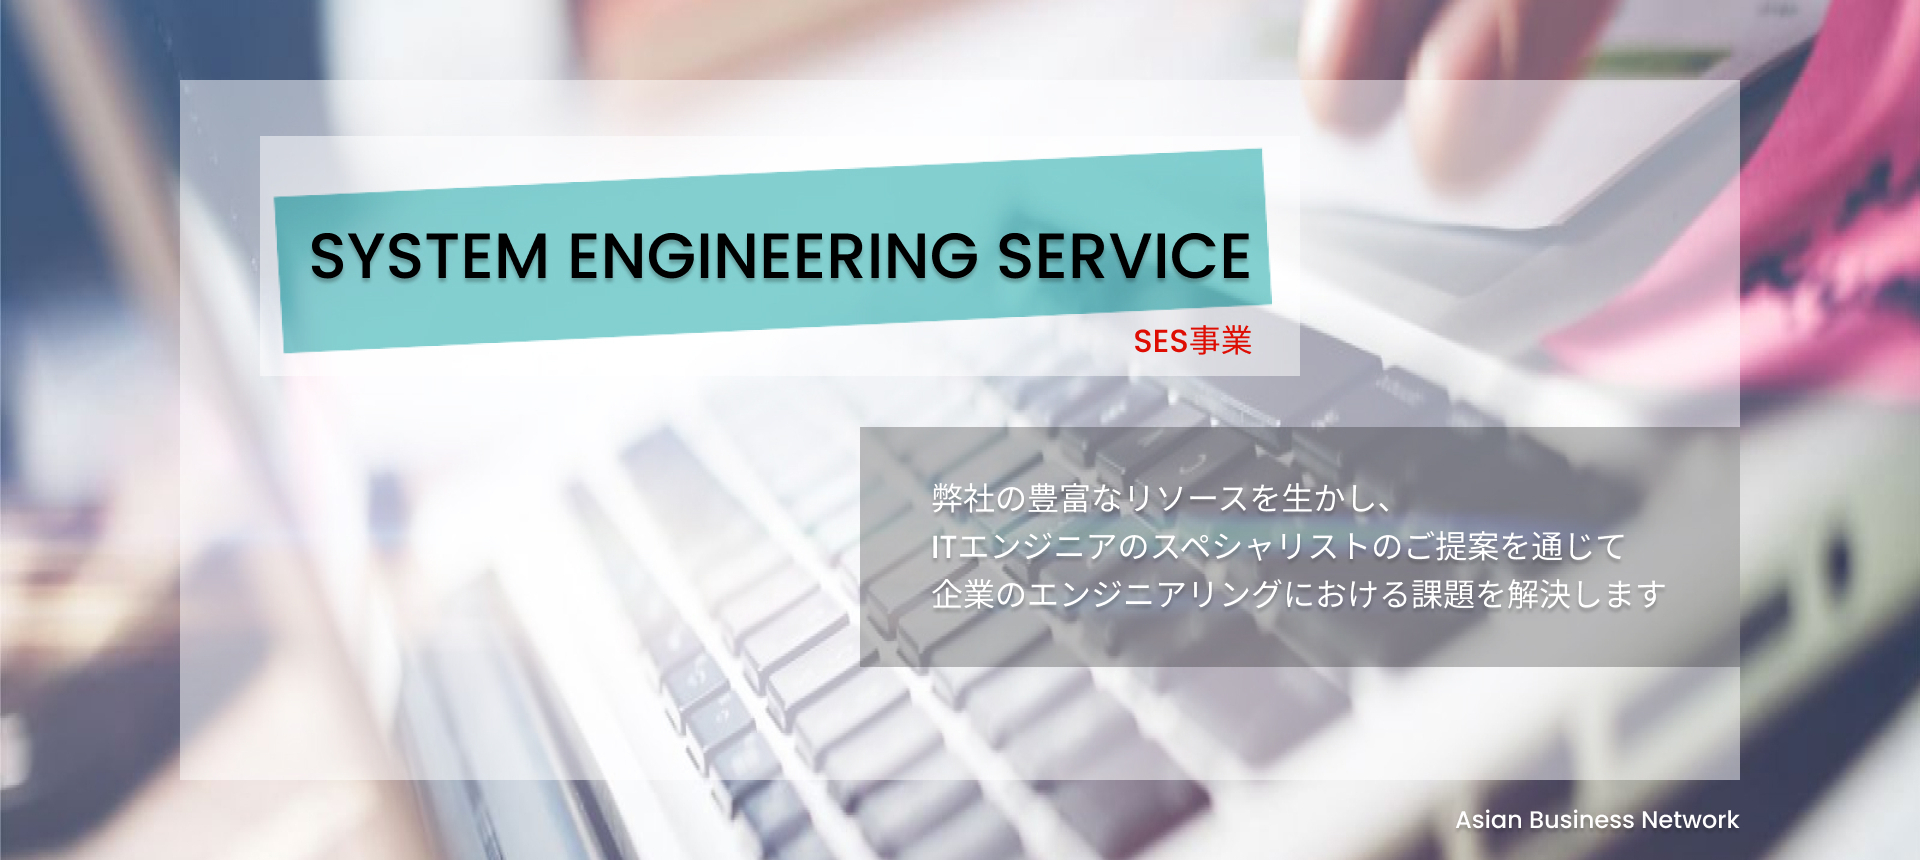 SYSTEM ENGINEERING SERVICE
SES事業
弊社の豊富なリソースを生かし、
ITエンジニアのスペシャリストのご提案を通じて
企業のエンジニアリングにおける課題を解決します
Asian Business Network